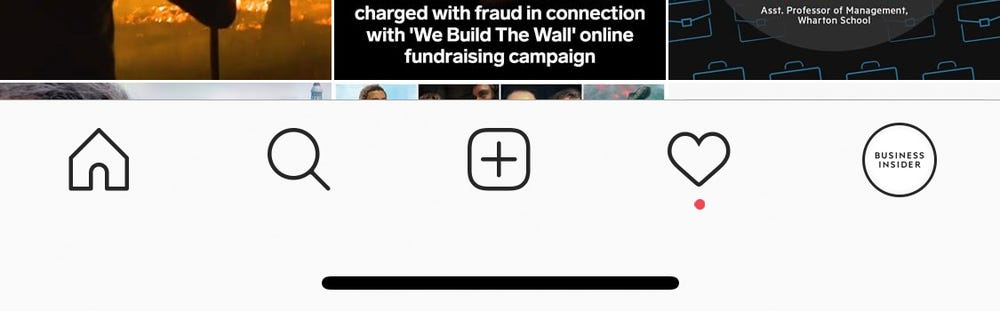 charged with fraud in connection
with 'We Build The Wall' online
fundraising campaign
Asst. Professor of Management,
Wharton School
BUSINESS
INSIDER